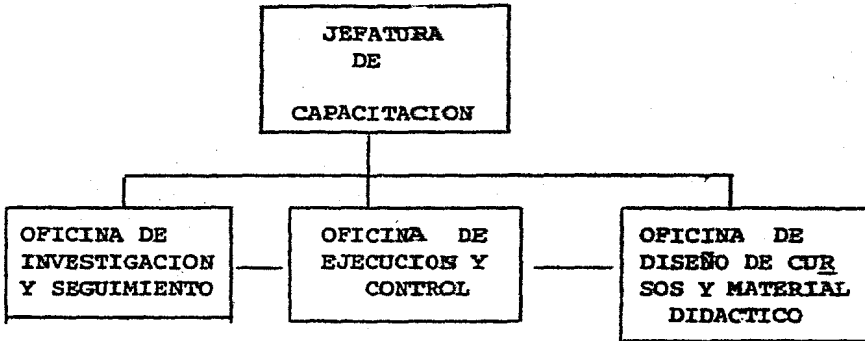 JEFATURA
DE
CAPACITACION
OFICINA DE
INVESTIGACION
Y SEGUIMIENTO
OFICINA DE
EJECUCION Y
CONTROL
OFICINA DE
DISEÑO DE CUR
SOS Y MATERIAL
DIDACTICO